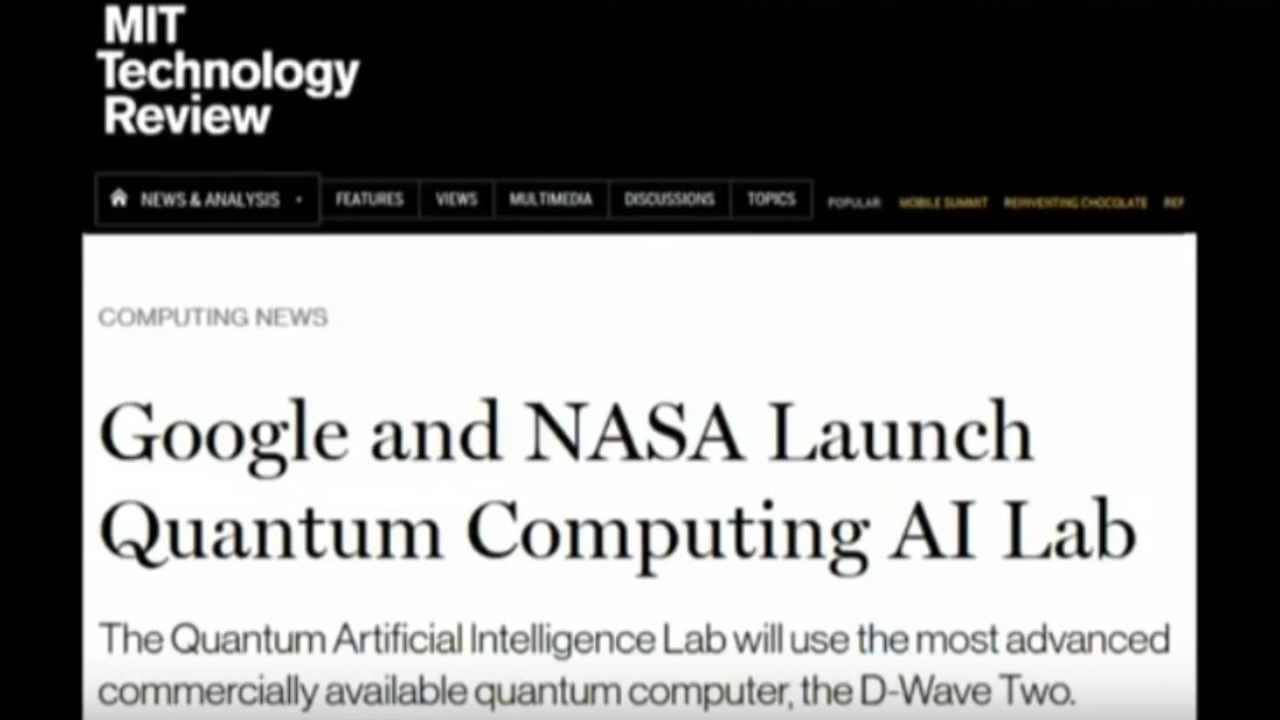 MIT
Technology
Review
NEWS & ANALYSIS
FEATURES
VIEWS
MULTIMEDIA
DISCUSSIONS
TOPICS
POPULAR:
MOBILE SUMMIT
REINVENTING CHOCOLATE
REP
COMPUTING NEWS
Google and NASA Launch
Quantum Computing AI Lab
The Quantum Artificial Intelligence Lab will use the most advanced
commercially available quantum computer, the D-Wave Two.